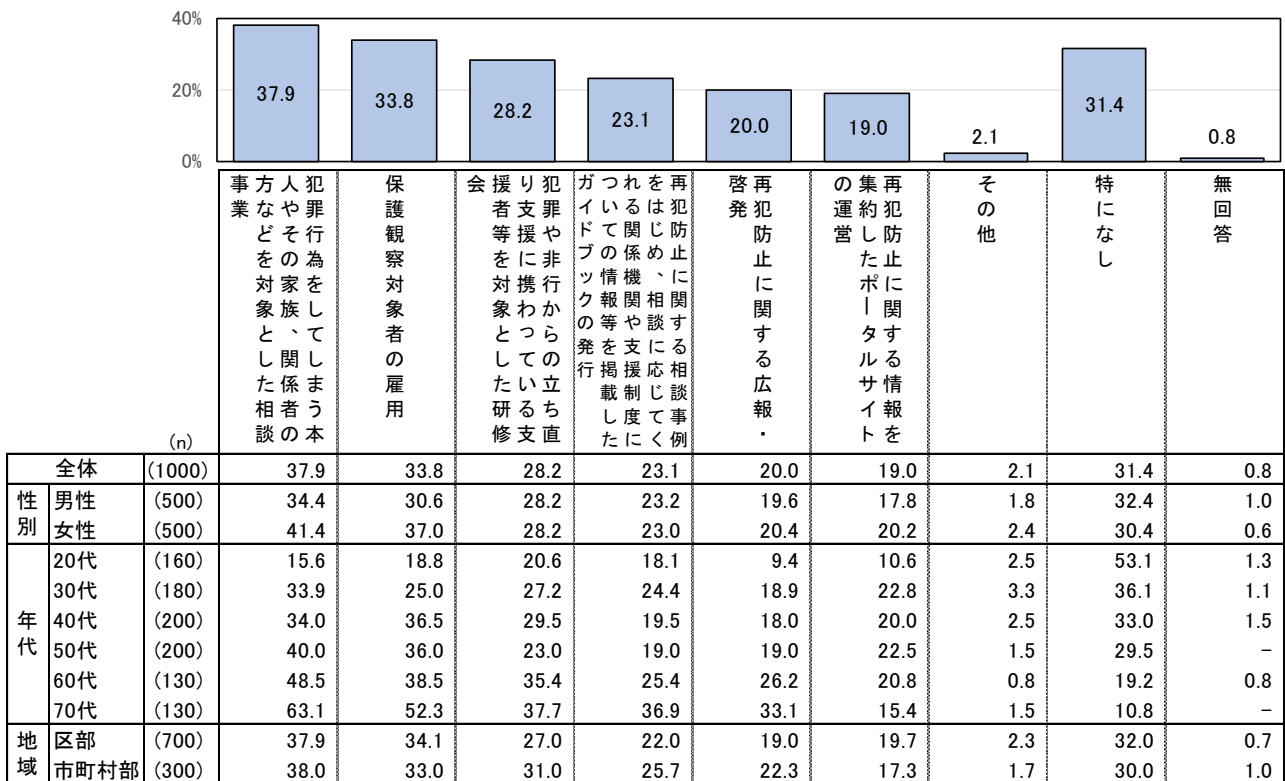 40%
20%
0%
37.9
33.8
28.2
23.1
20.0
19.0
2.1
31.4
0.8
犯罪行為をしてしまう本
人やその家族、関係者の
方などを対象とした相談
事業
保護観察対象者の雇用
犯罪や非行からの立ち直
り支援に携わっている支
援者等を対象とした研修
会
再犯防止に関する相談事例
をはじめ、相談に応じてく
れる関係機関や支援制度に
ついての情報等を掲載した
ガイドブックの発行
再犯防止に関する広報・
啓発
再犯防止に関する情報を
集約したポータルサイト
の運営
その他
特になし
無回答
(n)
全体 (1000) 37.9 33.8 28.2 23.1 20.0 19.0 2.1 31.4 0.8
性別
男性 (500) 34.4 30.6 28.2 23.2 19.6 17.8 1.8 32.4 1.0
女性 (500) 41.4 37.0 28.2 23.0 20.4 20.2 2.4 30.4 0.6
年代
20代 (160) 15.6 18.8 20.6 18.1 9.4 10.6 2.5 53.1 1.3
30代 (180) 33.9 25.0 27.2 24.4 18.9 22.8 3.3 36.1 1.1
40代 (200) 34.0 36.5 29.5 19.5 18.0 20.0 2.5 33.0 1.5
50代 (200) 40.0 36.0 23.0 19.0 19.0 22.5 1.5 29.5 −
60代 (130) 48.5 38.5 35.4 25.4 26.2 20.8 0.8 19.2 0.8
70代 (130) 63.1 52.3 37.7 36.9 33.1 15.4 1.5 10.8 −
地域
区部 (700) 37.9 34.1 27.0 22.0 19.0 19.7 2.3 32.0 0.7
市町村部 (300) 38.0 33.0 31.0 25.7 22.3 17.3 1.7 30.0 1.0